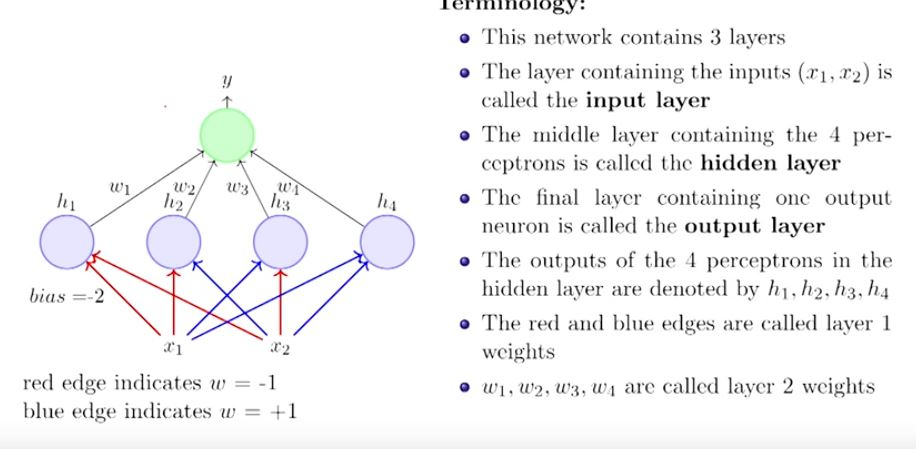 Terminology:
• This network contains 3 layers
• The layer containing the inputs (x₁, x₂) is
called the input layer
• The middle layer containing the 4 per-
ceptrons is called the hidden layer
• The final layer containing one output
neuron is called the output layer
• The outputs of the 4 perceptrons in the
hidden layer are denoted by h₁, h₂, h₃, h₄
• The red and blue edges are called layer 1
weights
• w₁, w₂, w₃, w₄ are called layer 2 weights
y
w₁ w₂ w₃ w₄
h₁ h₂ h₃ h₄
bias =-2
x₁ x₂
red edge indicates w = -1
blue edge indicates w = +1